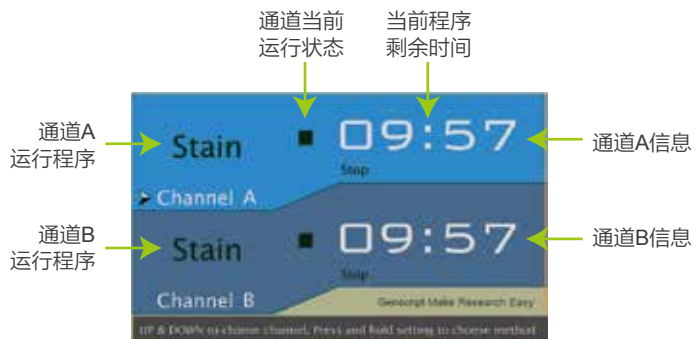 通道当前
运行状态
当前程序
剩余时间
通道A
运行程序
Stain
09:57
Stop
通道A信息
Channel A
通道B
运行程序
Stain
09:57
Stop
通道B信息
Channel B
Genscript Make Research Easy
UP & DOWN to choose channel, Press and hold setting to choose method